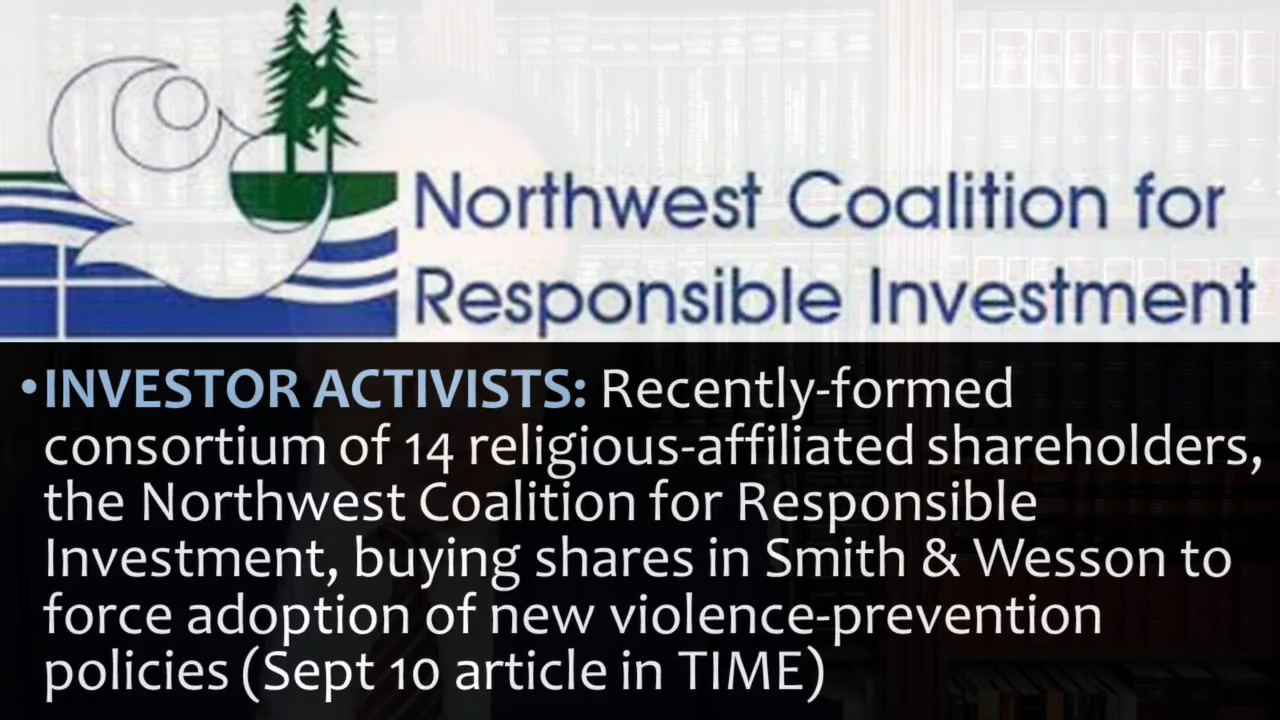 Northwest Coalition for
Responsible Investment
•INVESTOR ACTIVISTS: Recently-formed
consortium of 14 religious-affiliated shareholders,
the Northwest Coalition for Responsible
Investment, buying shares in Smith & Wesson to
force adoption of new violence-prevention
policies (Sept 10 article in TIME)